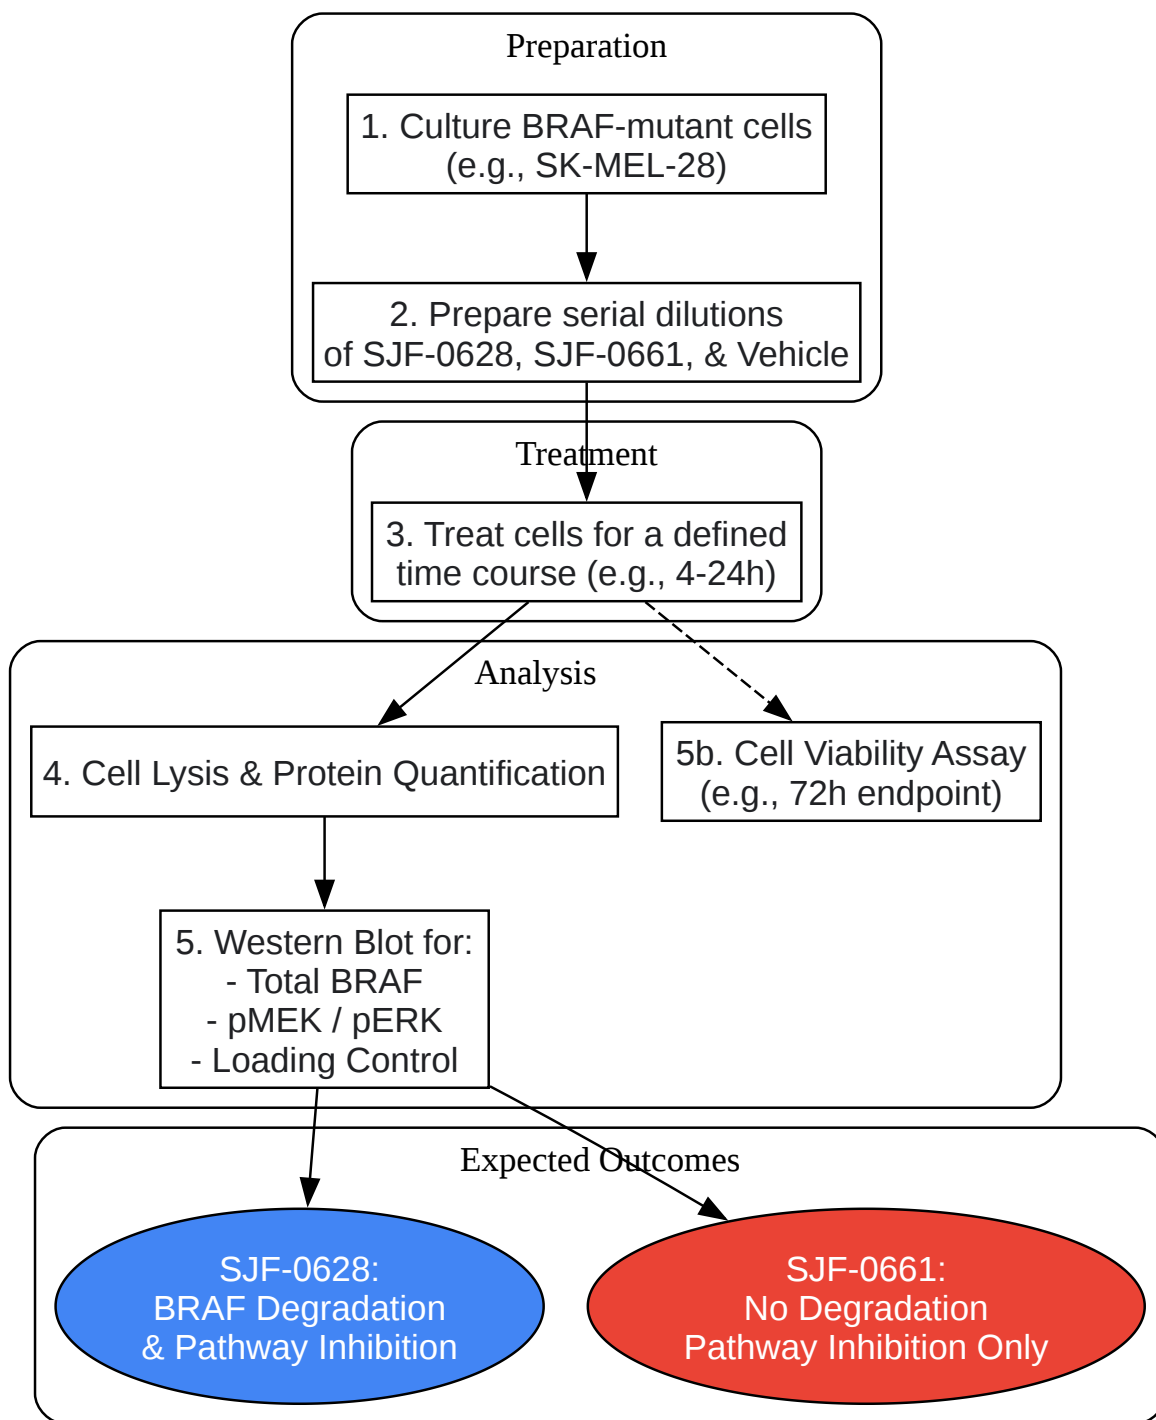 Preparation
1. Culture BRAF-mutant cells
(e.g., SK-MEL-28)
2. Prepare serial dilutions
of SJF-0628, SJF-0661, & Vehicle
Treatment
3. Treat cells for a defined
time course (e.g., 4-24h)
Analysis
4. Cell Lysis & Protein Quantification
5b. Cell Viability Assay
(e.g., 72h endpoint)
5. Western Blot for:
- Total BRAF
- pMEK / pERK
- Loading Control
Expected Outcomes
SJF-0628:
BRAF Degradation
& Pathway Inhibition
SJF-0661:
No Degradation
Pathway Inhibition Only